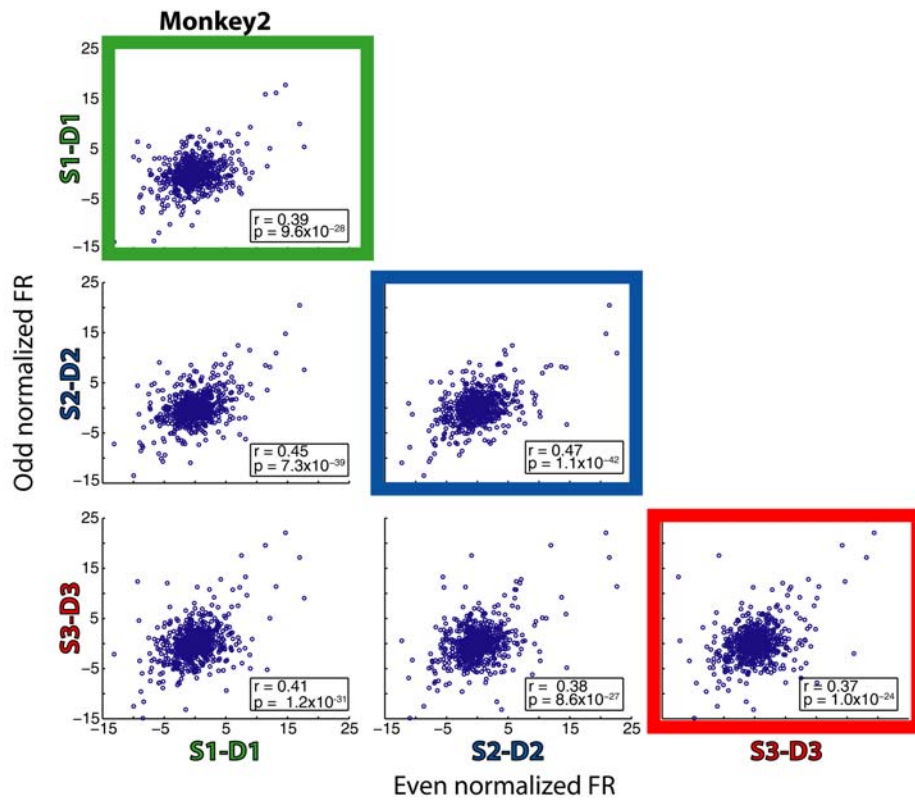 Monkey2
25
15
5
−5
−15
S1-D1
r = 0.39
p = 9.6x10⁻²⁸
Odd normalized FR
25
15
5
−5
−15
S2-D2
r = 0.45
p = 7.3x10⁻³⁹
r = 0.47
p = 1.1x10⁻⁴²
25
15
5
−5
−15
S3-D3
r = 0.41
p = 1.2x10⁻³¹
r = 0.38
p = 8.6x10⁻²⁷
r = 0.37
p = 1.0x10⁻²⁴
−15 −5 5 15 25
−5 5 15 25
−5 5 15 25
S1-D1 S2-D2 S3-D3
Even normalized FR